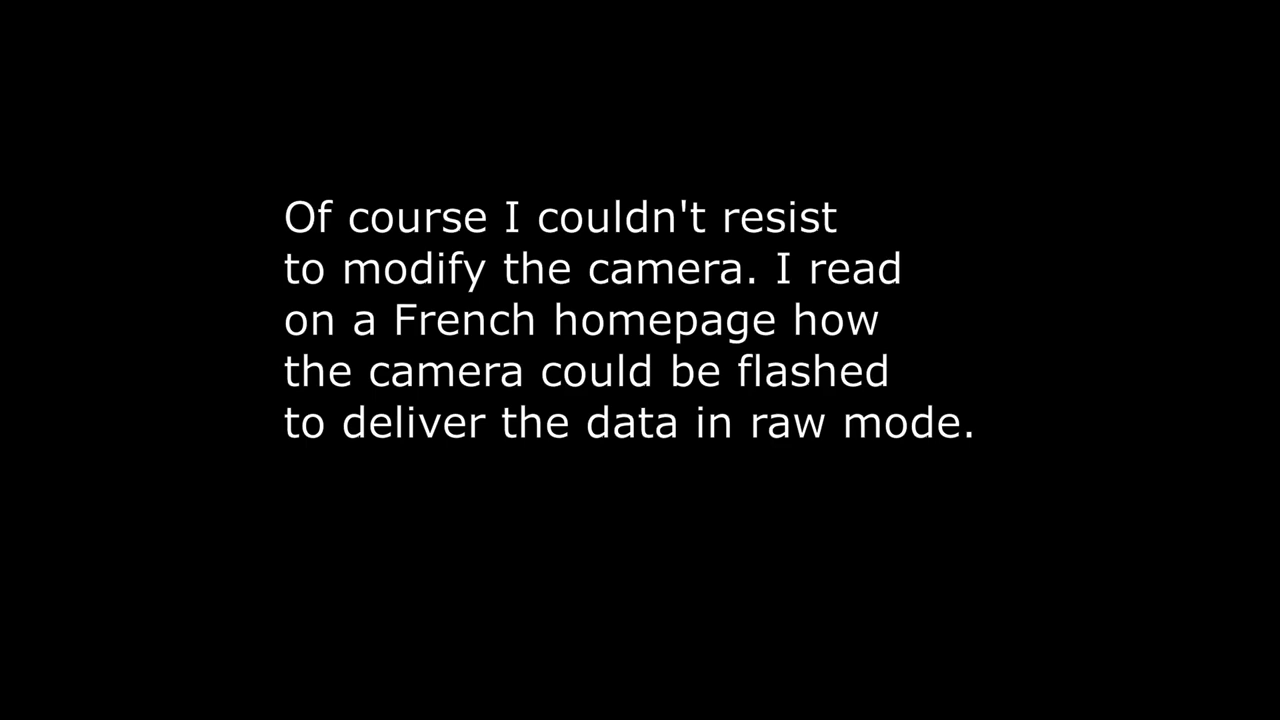 Of course I couldn't resist
to modify the camera. I read
on a French homepage how
the camera could be flashed
to deliver the data in raw mode.